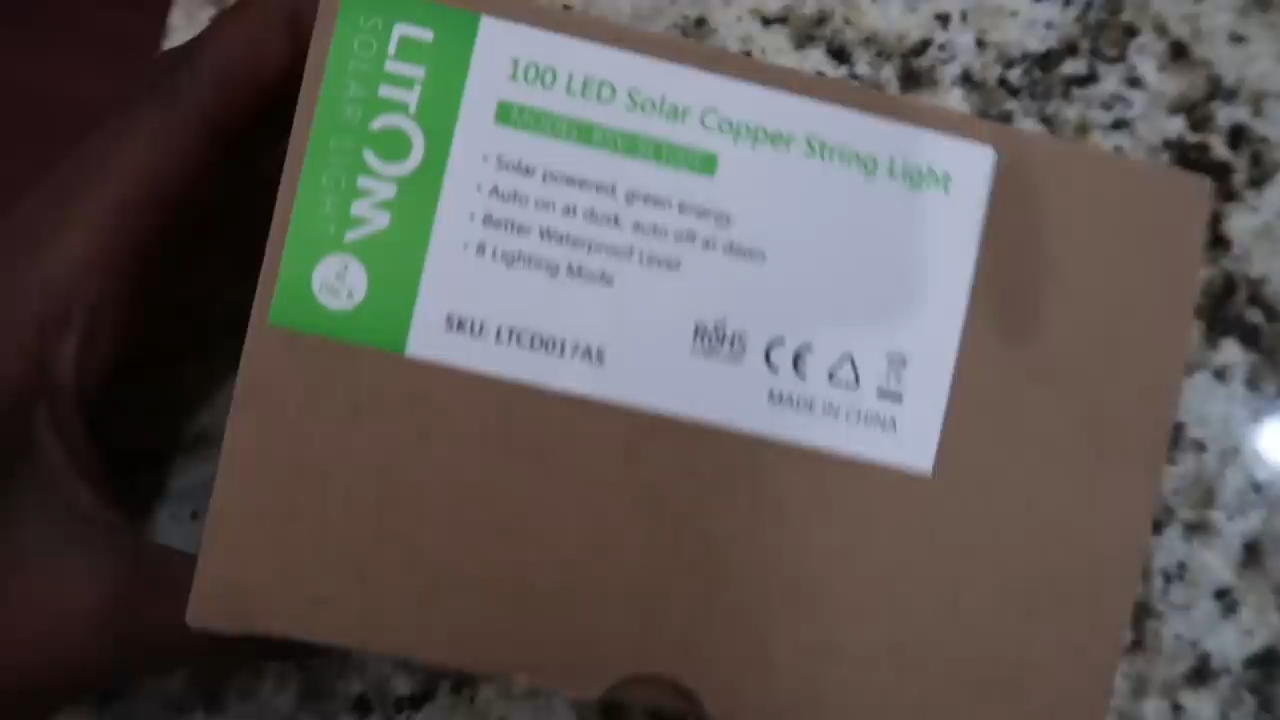 LITOM
SOLAR LIGHT
PACK
100 LED Solar Copper String Light
• Solar powered, green energy
• Auto on at dusk, auto off at dawn
• Better Waterproof Level
• 8 Lighting Mode
SKU: LTCD017AS
RoHS
CE
MADE IN CHINA